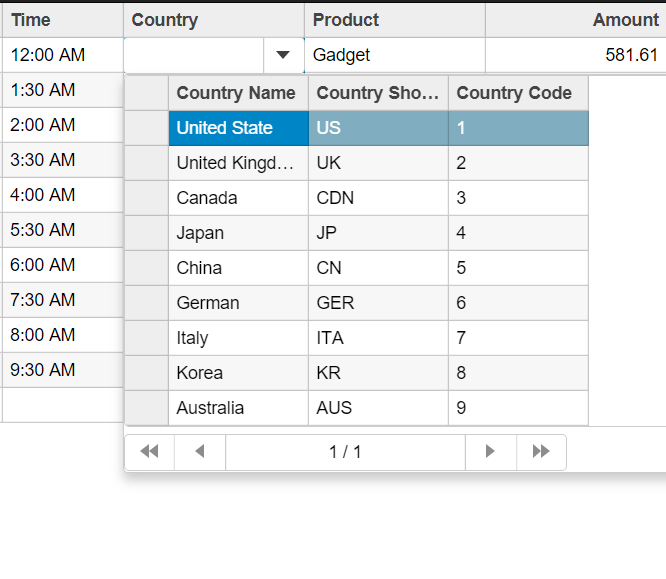 Time Country Product Amount
12:00 AM Gadget 581.61
1:30 AM Country Name Country Sho... Country Code
2:00 AM United State US 1
3:30 AM United Kingd... UK 2
4:00 AM Canada CDN 3
5:30 AM Japan JP 4
6:00 AM China CN 5
7:30 AM German GER 6
8:00 AM Italy ITA 7
9:30 AM Korea KR 8
Australia AUS 9
1 / 1